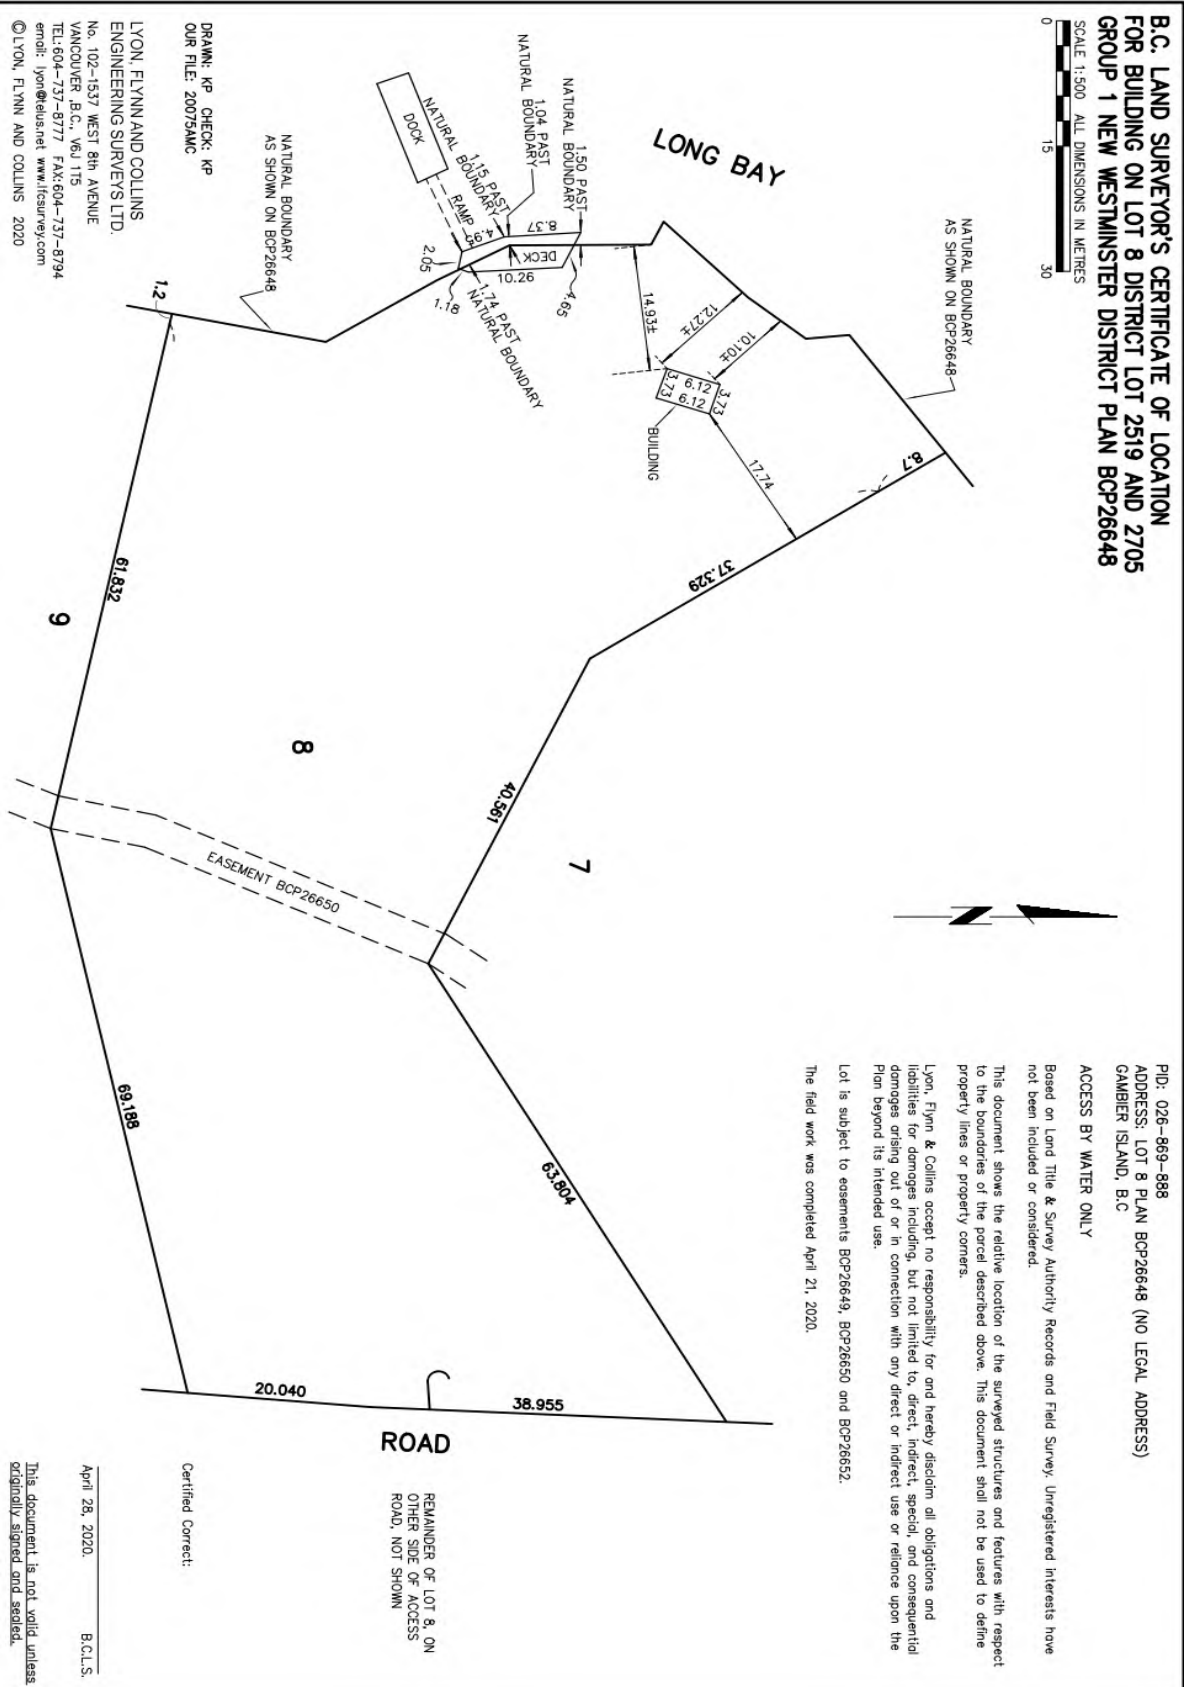 B.C. LAND SURVEYOR'S CERTIFICATE OF LOCATION
FOR BUILDING ON LOT 8 DISTRICT LOT 2519 AND 2705
GROUP 1 NEW WESTMINSTER DISTRICT PLAN BCP26648
SCALE 1:500 ALL DIMENSIONS IN METRES
0 15 30
PID: 026-869-888
ADDRESS: LOT 8 PLAN BCP26648 (NO LEGAL ADDRESS)
GAMBIER ISLAND, B.C
ACCESS BY WATER ONLY
Based on Land Title & Survey Authority Records and Field Survey. Unregistered interests have
not been included or considered.
This document shows the relative location of the surveyed structures and features with respect
to the boundaries of the parcel described above. This document shall not be used to define
property lines or property corners.
Lyon, Flynn & Collins accept no responsibility for and hereby disclaim all obligations and
liabilities for damages including, but not limited to, direct, indirect, special, and consequential
damages arising out of or in connection with any direct or indirect use or reliance upon the
Plan beyond its intended use.
Lot is subject to easements BCP26649, BCP26650 and BCP26652.
The field work was completed April 21, 2020.
NATURAL BOUNDARY
AS SHOWN ON BCP26648
LONG BAY
8.7
17.74
37.329
10.10±
12.27±
14.93±
3.73
6.12
6.12
3.73
BUILDING
1.50 PAST
NATURAL BOUNDARY
1.04 PAST
NATURAL BOUNDARY
1.15 PAST
NATURAL BOUNDARY
8.37
DECK
4.65
10.26
4.95
RAMP
DOCK
2.05
1.18
1.74 PAST
NATURAL BOUNDARY
NATURAL BOUNDARY
AS SHOWN ON BCP26648
1.2
61.832
9
8
7
40.561
EASEMENT BCP26650
63.804
69.188
20.040
38.955
ROAD
REMAINDER OF LOT 8, ON
OTHER SIDE OF ACCESS
ROAD, NOT SHOWN
DRAWN: KP CHECK: KP
OUR FILE: 20075AMC
LYON, FLYNN AND COLLINS
ENGINEERING SURVEYS LTD.
No. 102-1537 WEST 8th AVENUE
VANCOUVER ,B.C., V6J 1T5
TEL:604-737-8777 FAX:604-737-8794
email: lyon@telus.net www.lfcsurvey.com
©LYON, FLYNN AND COLLINS 2020
Certified Correct:
April 28, 2020. B.C.L.S.
This document is not valid unless
originally signed and sealed.